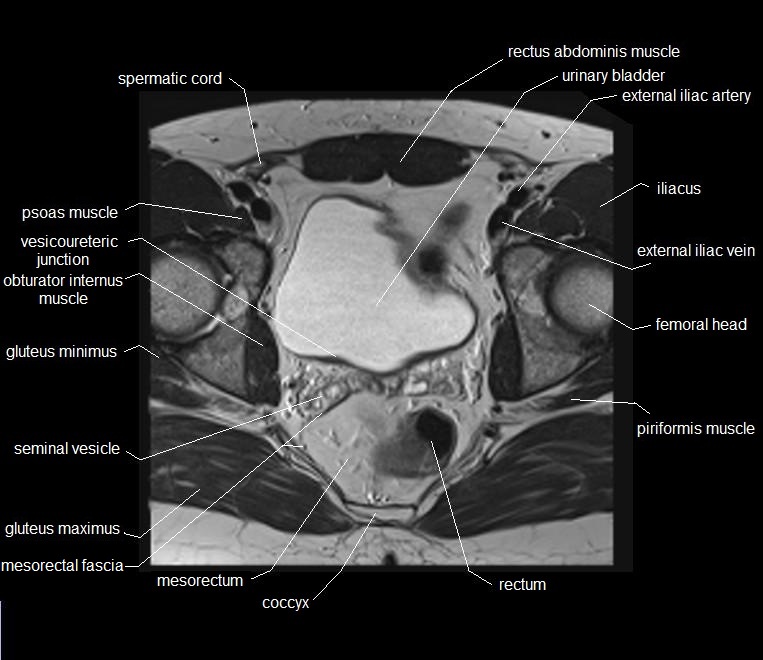 rectus abdominis muscle
spermatic cord
urinary bladder
external iliac artery
iliacus
psoas muscle
vesicoureteric
junction
external iliac vein
obturator internus
muscle
femoral head
gluteus minimus
piriformis muscle
seminal vesicle
gluteus maximus
mesorectal fascia
mesorectum
rectum
coccyx